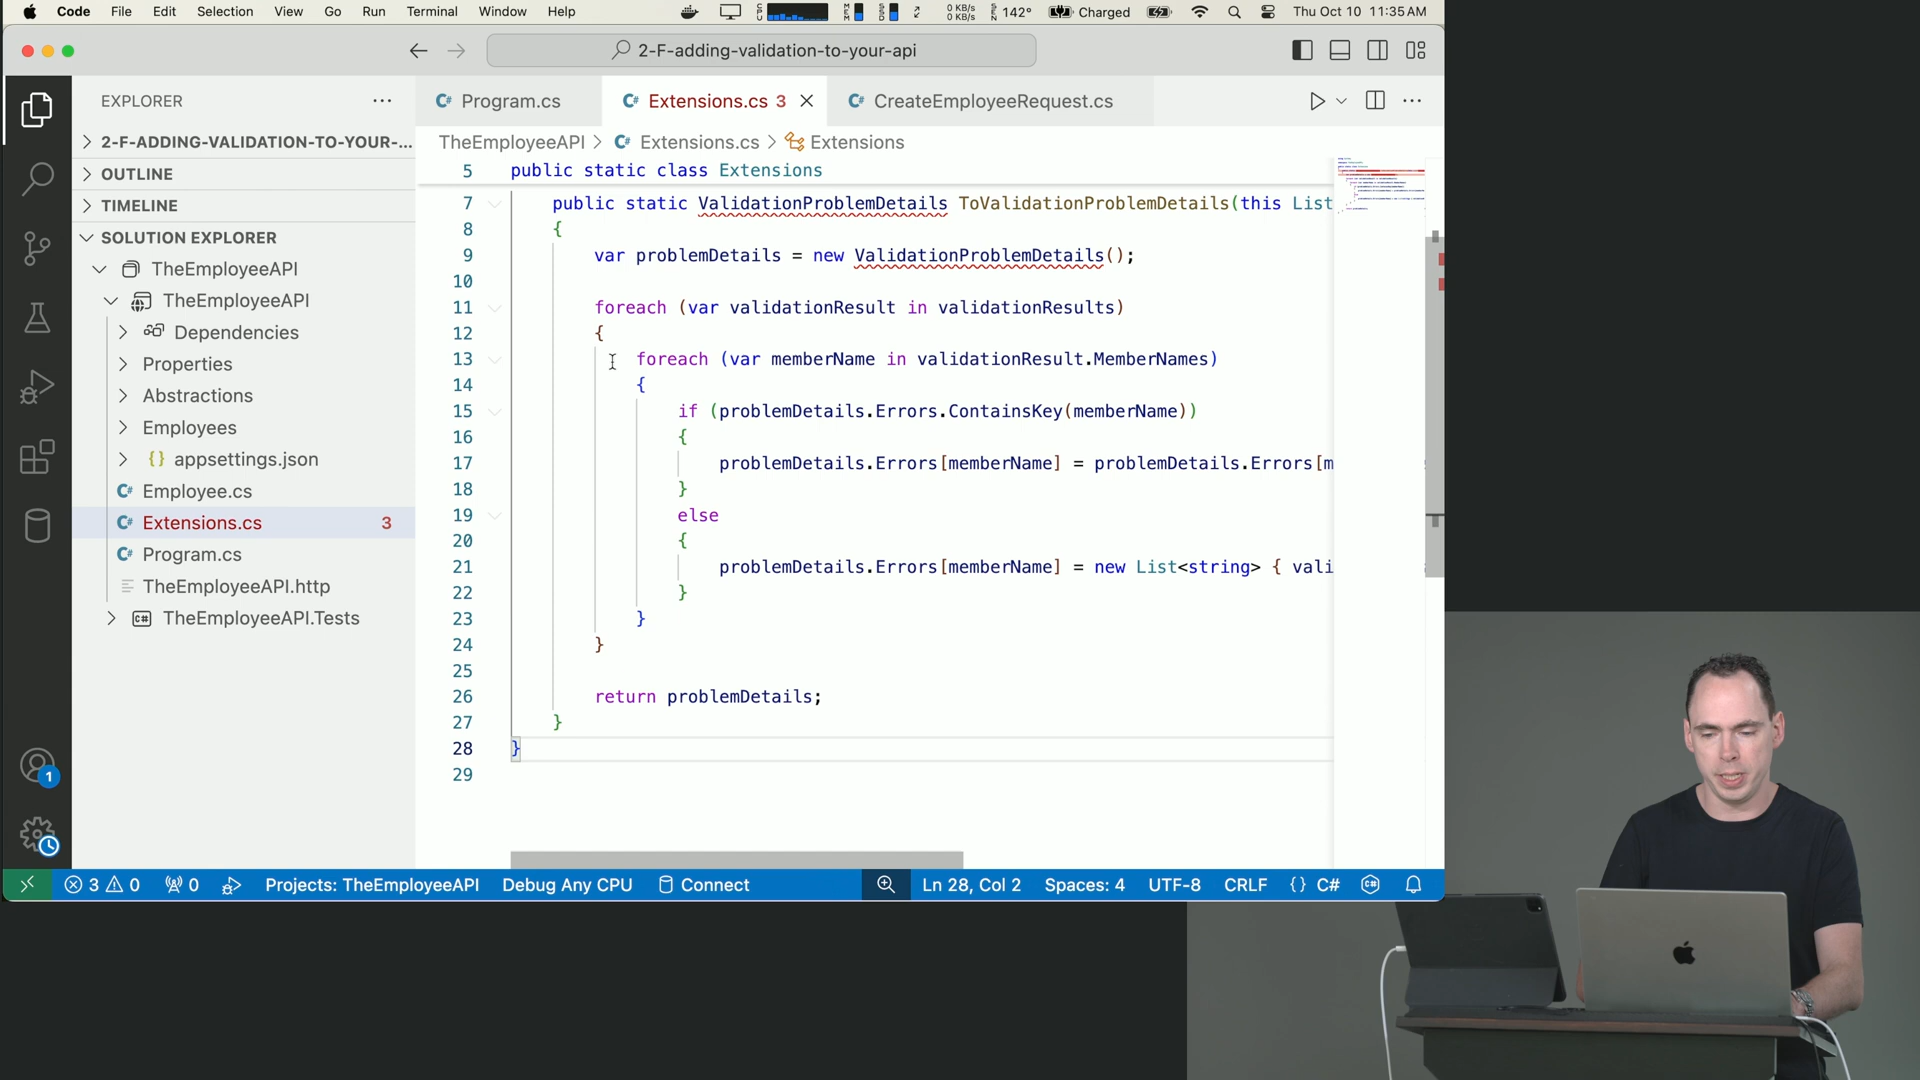 Code File Edit Selection View Go Run Terminal Window Help 0 KB/s 0 KB/s 142° Charged Thu Oct 10 11:35 AM
2-F-adding-validation-to-your-api
EXPLORER
2-F-ADDING-VALIDATION-TO-YOUR-...
OUTLINE
TIMELINE
SOLUTION EXPLORER
TheEmployeeAPI
TheEmployeeAPI
Dependencies
Properties
Abstractions
Employees
{} appsettings.json
C# Employee.cs
C# Extensions.cs 3
C# Program.cs
TheEmployeeAPI.http
C# TheEmployeeAPI.Tests
C# Program.cs C# Extensions.cs 3 C# CreateEmployeeRequest.cs
TheEmployeeAPI > C# Extensions.cs > Extensions
5 public static class Extensions
7 public static ValidationProblemDetails ToValidationProblemDetails(this List
8 {
9 var problemDetails = new ValidationProblemDetails();
10
11 foreach (var validationResult in validationResults)
12 {
13 foreach (var memberName in validationResult.MemberNames)
14 {
15 if (problemDetails.Errors.ContainsKey(memberName))
16 {
17 problemDetails.Errors[memberName] = problemDetails.Errors[m
18 }
19 else
20 {
21 problemDetails.Errors[memberName] = new List<string> { vali
22 }
23 }
24 }
25
26 return problemDetails;
27 }
28 }
29
1
3 0 0 Projects: TheEmployeeAPI Debug Any CPU Connect Ln 28, Col 2 Spaces: 4 UTF-8 CRLF {} C#